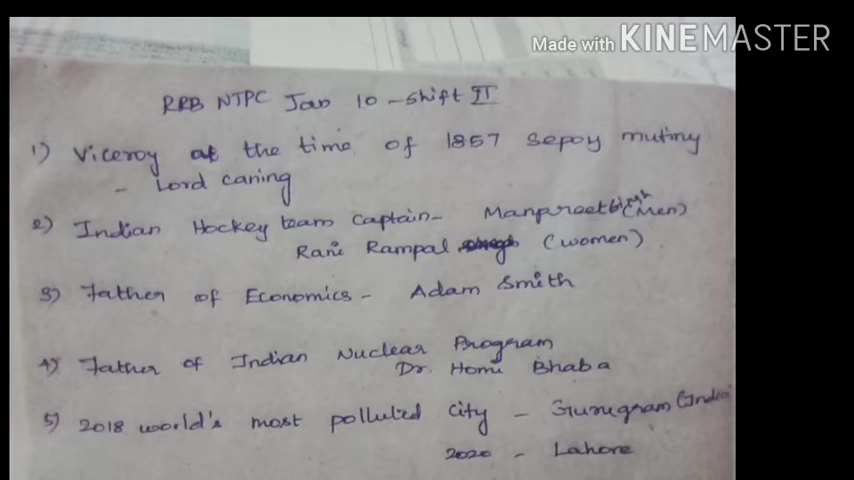 Made with KINEMASTER
RRB NTPC Jan 10 - Shift II
1) Viceroy at the time of 1857 sepoy mutiny
- Lord caning
2) Indian Hockey team captain - Manpreet Singh (Men)
Rani Rampal (women)
3) Father of Economics - Adam Smith
4) Father of Indian Nuclear Program
Dr. Homi Bhaba
5) 2018 world's most polluted city - Gurugram (India
2020 - Lahore